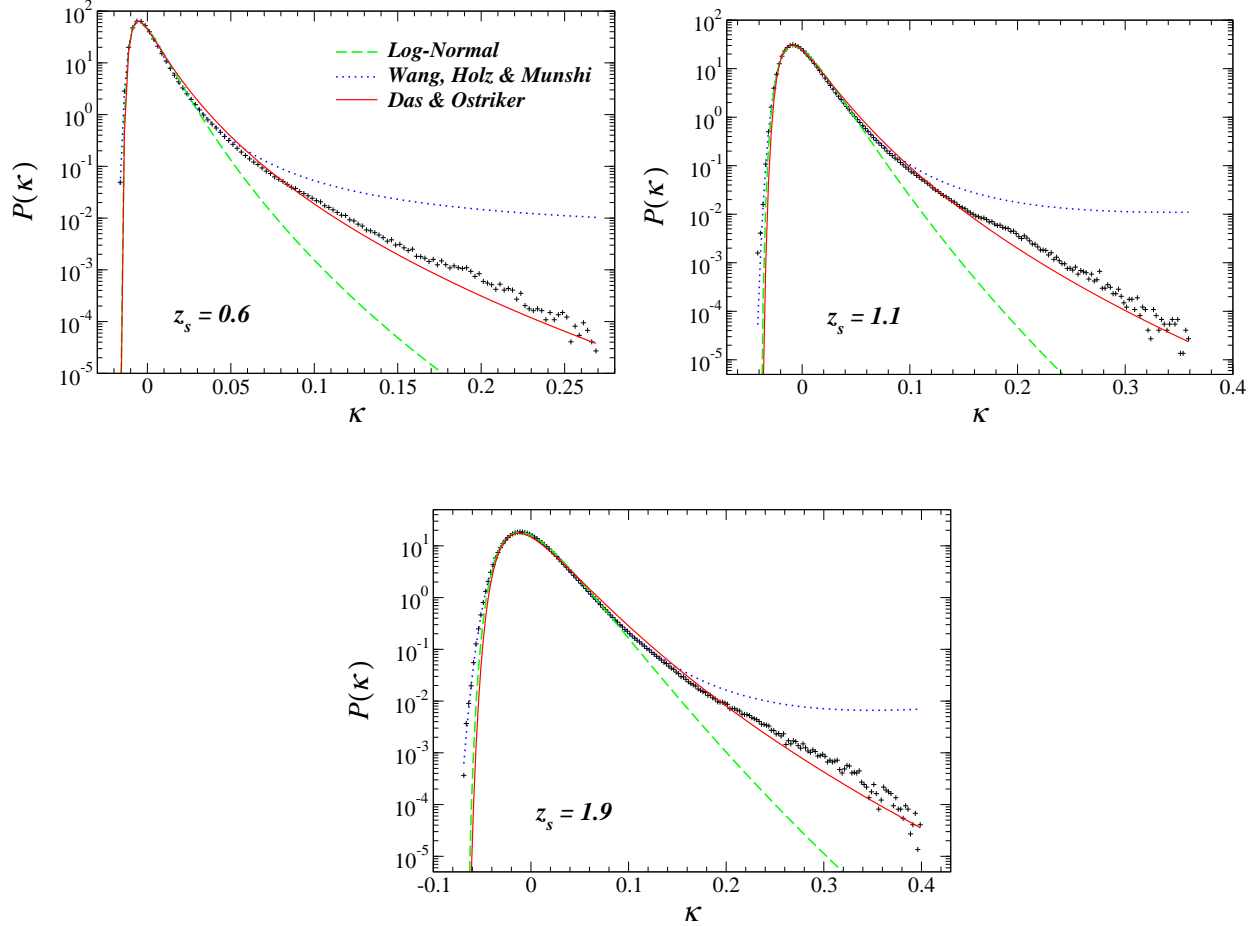 Log-Normal
Wang, Holz & Munshi
Das & Ostriker
P(κ)
10^2
10^1
10^0
10^-1
10^-2
10^-3
10^-4
10^-5
z_s = 0.6
0 0.05 0.1 0.15 0.2 0.25
κ
P(κ)
10^2
10^1
10^0
10^-1
10^-2
10^-3
10^-4
10^-5
z_s = 1.1
0 0.1 0.2 0.3 0.4
κ
P(κ)
10^1
10^0
10^-1
10^-2
10^-3
10^-4
10^-5
z_s = 1.9
-0.1 0 0.1 0.2 0.3 0.4
κ